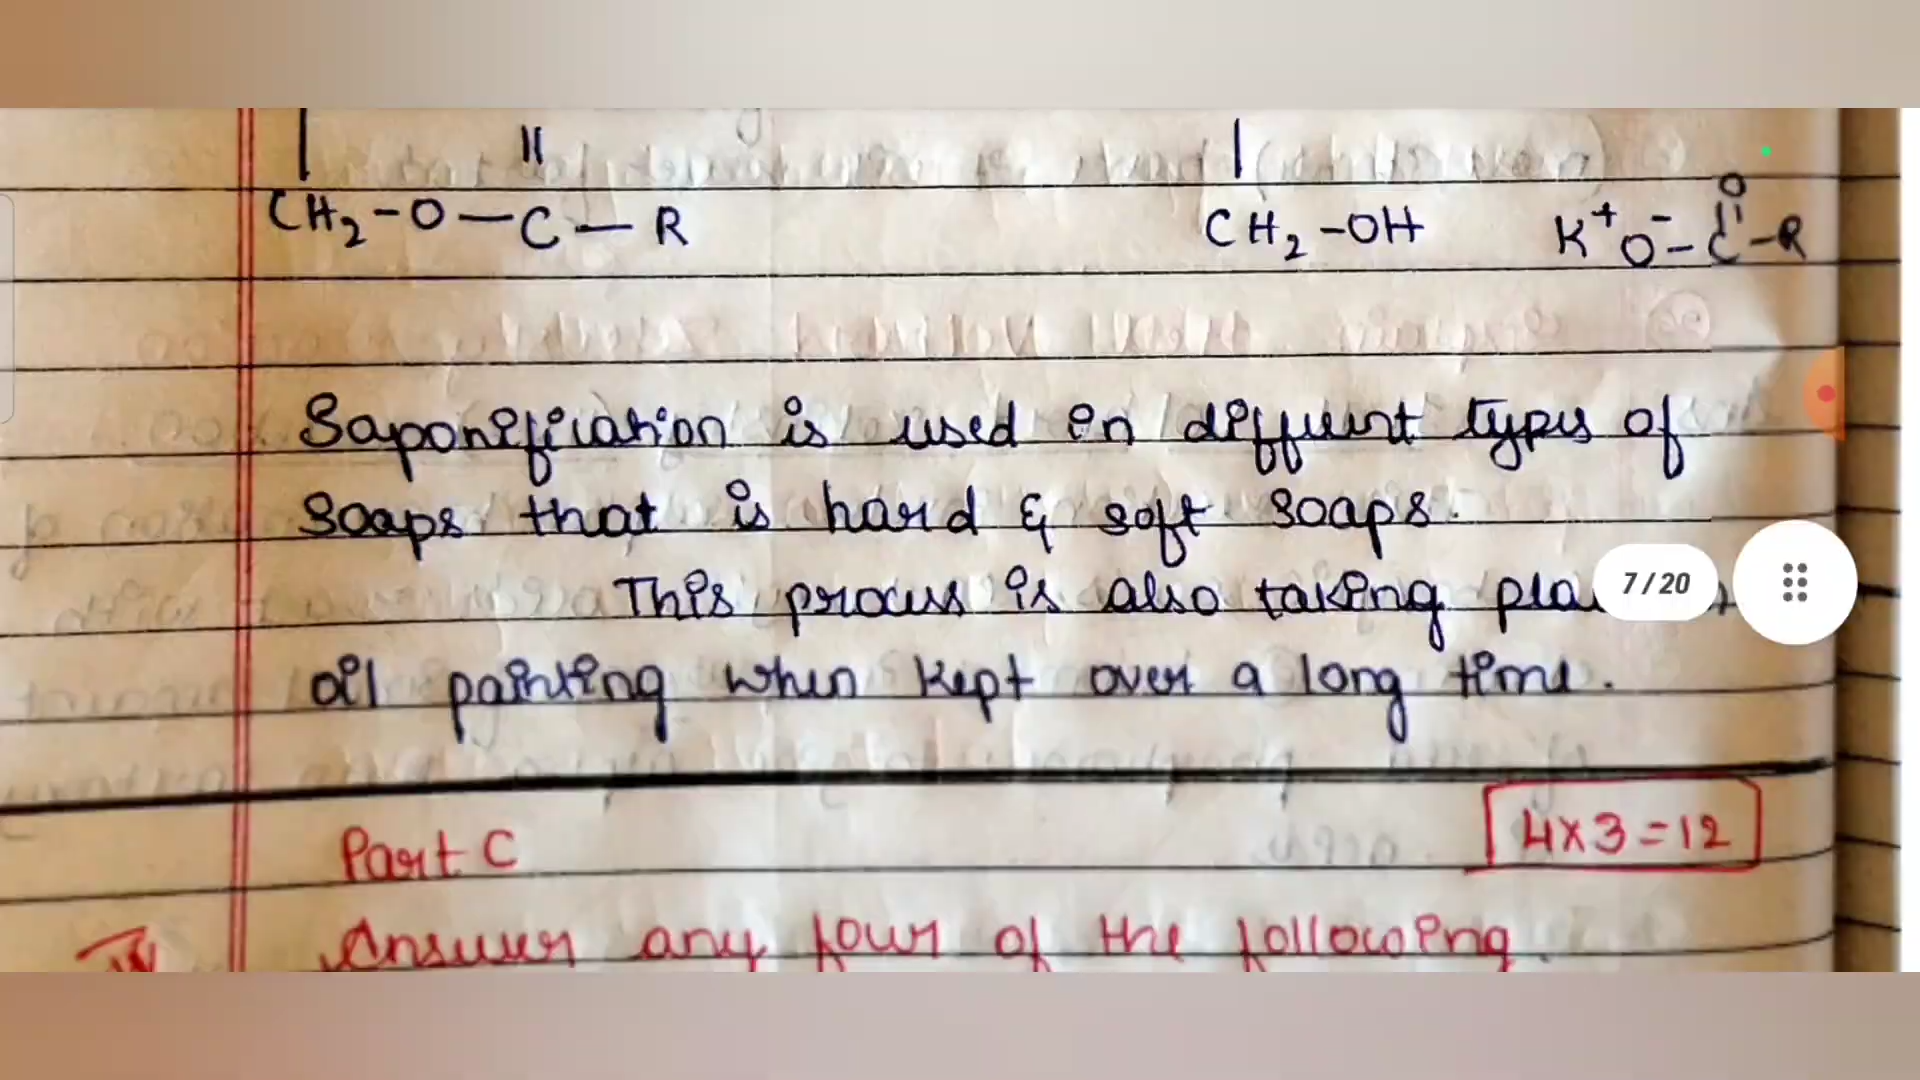 ||
CH₂-O-C-R
CH₂-OH K⁺O⁻-C-R
O
Saponification is used in different types of
soaps that is hard & soft soaps.
This process is also taking
oil painting when kept over a long time.
7/20
Part C
4x3=12
IV
Answer any four of the following.